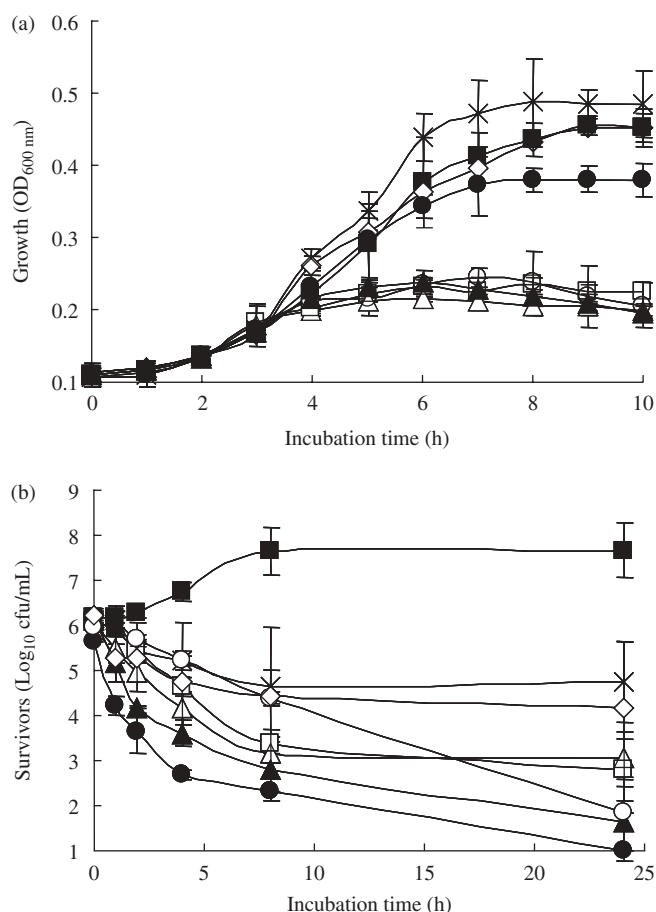 (a)
0.6
0.5
0.4
0.3
0.2
0.1
Growth (OD600 nm)
0 2 4 6 8 10
Incubation time (h)
(b)
9
8
7
6
5
4
3
2
1
Survivors (Log10 cfu/mL)
0 5 10 15 20 25
Incubation time (h)